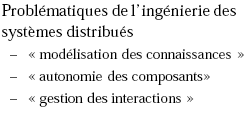 Problématiques de l'ingénierie des
systèmes distribués
– « modélisation des connaissances »
– « autonomie des composants»
– « gestion des interactions »